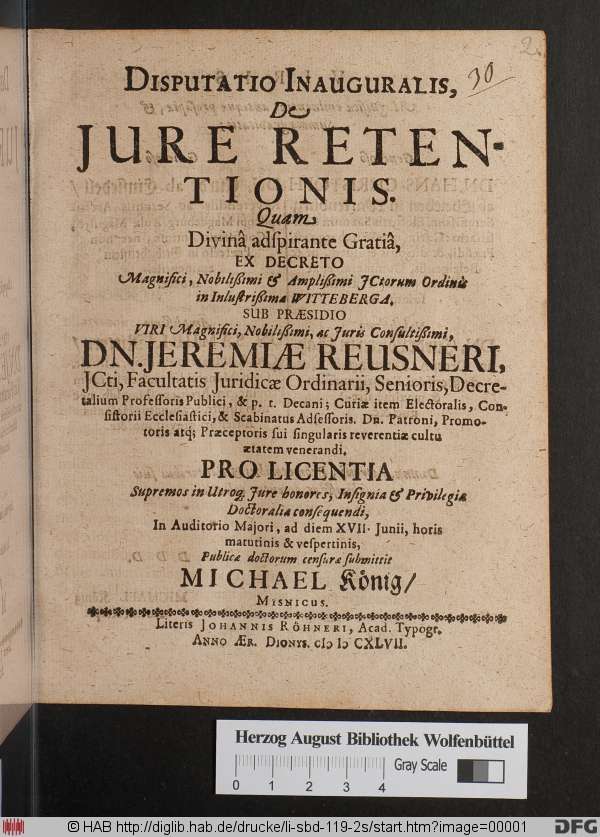 2.
30
DISPUTATIO INAUGURALIS,
De
JURE RETEN-
TIONIS.
Quam
Divinâ adspirante Gratiâ,
EX DECRETO
Magnifici, Nobilißimi & Amplißimi JCtorum Ordinis
in Inlustrißima WITTEBERGA,
SUB PRÆSIDIO
VIRI Magnifici, Nobilißimi, ac Juris Consultißimi,
DN. JEREMIÆ REUSNERI,
JCti, Facultatis Juridicæ Ordinarii, Senioris, Decre-
talium Professoris Publici, & p. t. Decani; Curiæ item Electoralis, Con-
sistorii Ecclesiastici, & Scabinatus Adsessoris. Dn. Patroni, Promo-
toris atq; Præceptoris sui singularis reverentiæ cultu
ætatem venerandi.
PRO LICENTIA
Supremos in Utroq; Jure honores, Insignia & Privilegia
Doctoralia consequendi,
In Auditorio Majori, ad diem XVII. Junii, horis
matutinis & vespertinis,
Publicæ doctorum censuræ submittit
MICHAEL König/
MISNICUS.
Literis JOHANNIS RÖHNERI, Acad. Typogr.
ANNO ÆR. DIONYS. cIɔ Iɔ CXLVII.
Herzog August Bibliothek Wolfenbüttel
0 1 2 3 4 Gray Scale
© HAB http://diglib.hab.de/drucke/li-sbd-119-2s/start.htm?image=00001
DFG